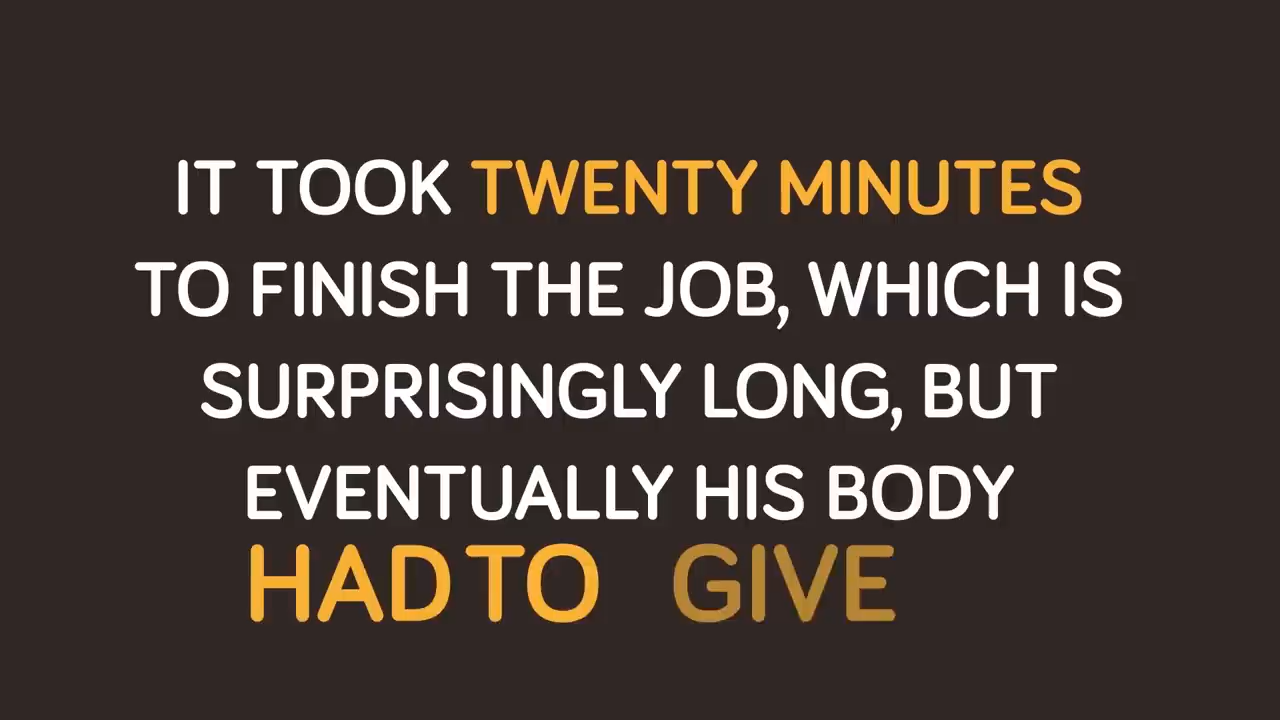 IT TOOK TWENTY MINUTES
TO FINISH THE JOB, WHICH IS
SURPRISINGLY LONG, BUT
EVENTUALLY HIS BODY
HAD TO GIVE